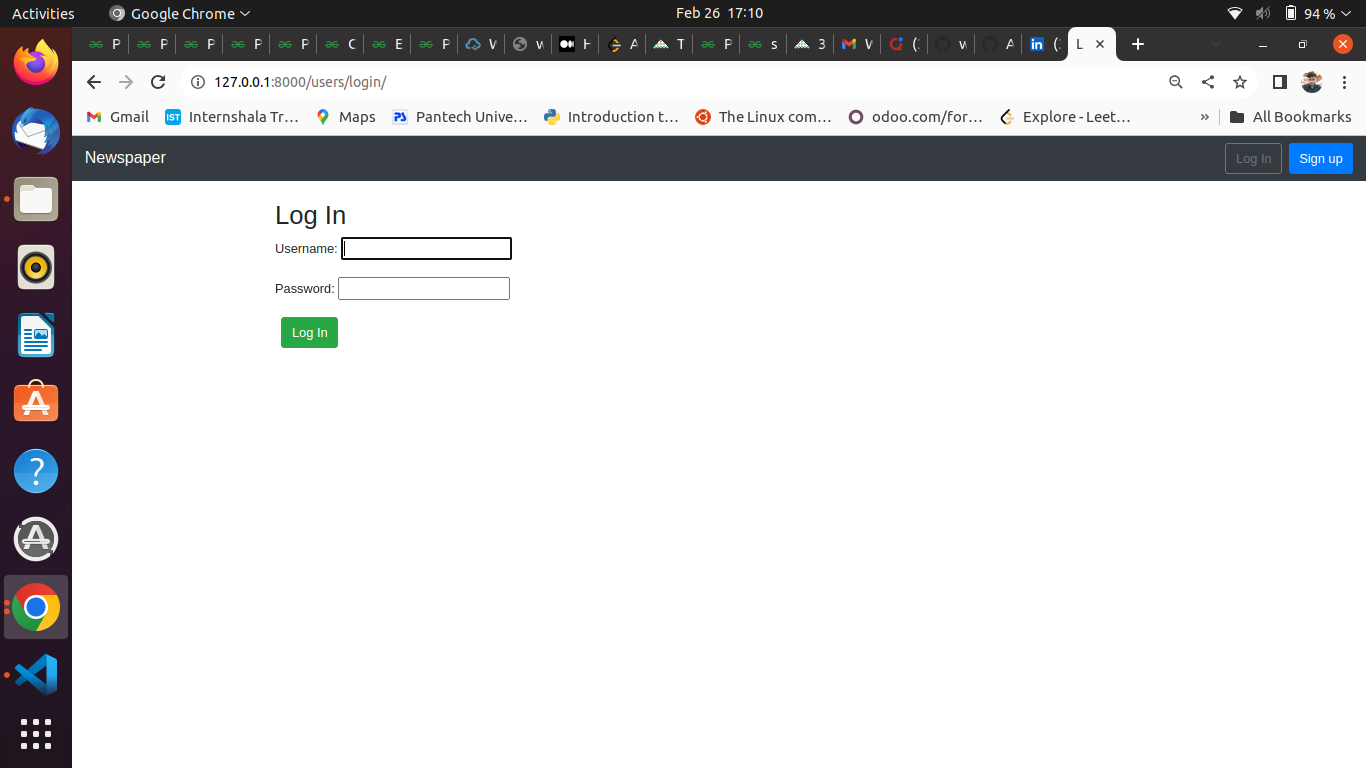 Activities Google Chrome Feb 26 17:10 94 %
P P P P P C E P V w H A T P s 3 V (: w A (: L
127.0.0.1:8000/users/login/
Gmail IST Internshala Tr... Maps PS Pantech Unive... Introduction t... The Linux com... odoo.com/for... Explore - Leet... » All Bookmarks
Newspaper Log In Sign up
Log In
Username:
Password:
Log In